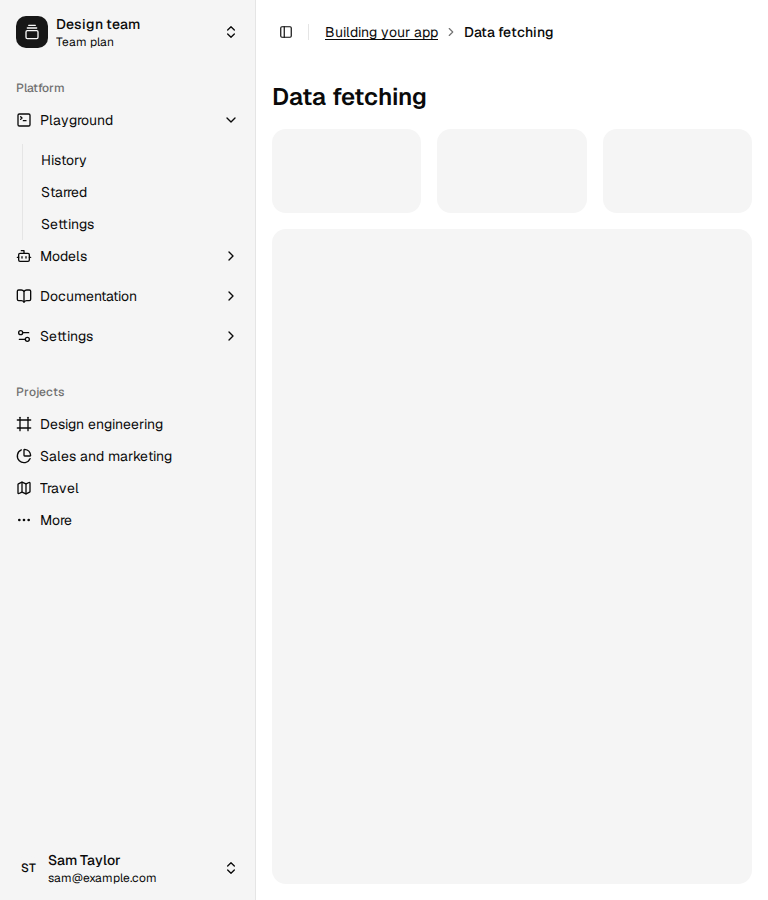 Design team
Team plan
Platform
Playground
History
Starred
Settings
Models
Documentation
Settings
Projects
Design engineering
Sales and marketing
Travel
More
ST
Sam Taylor
sam@example.com
Building your app
Data fetching
Data fetching